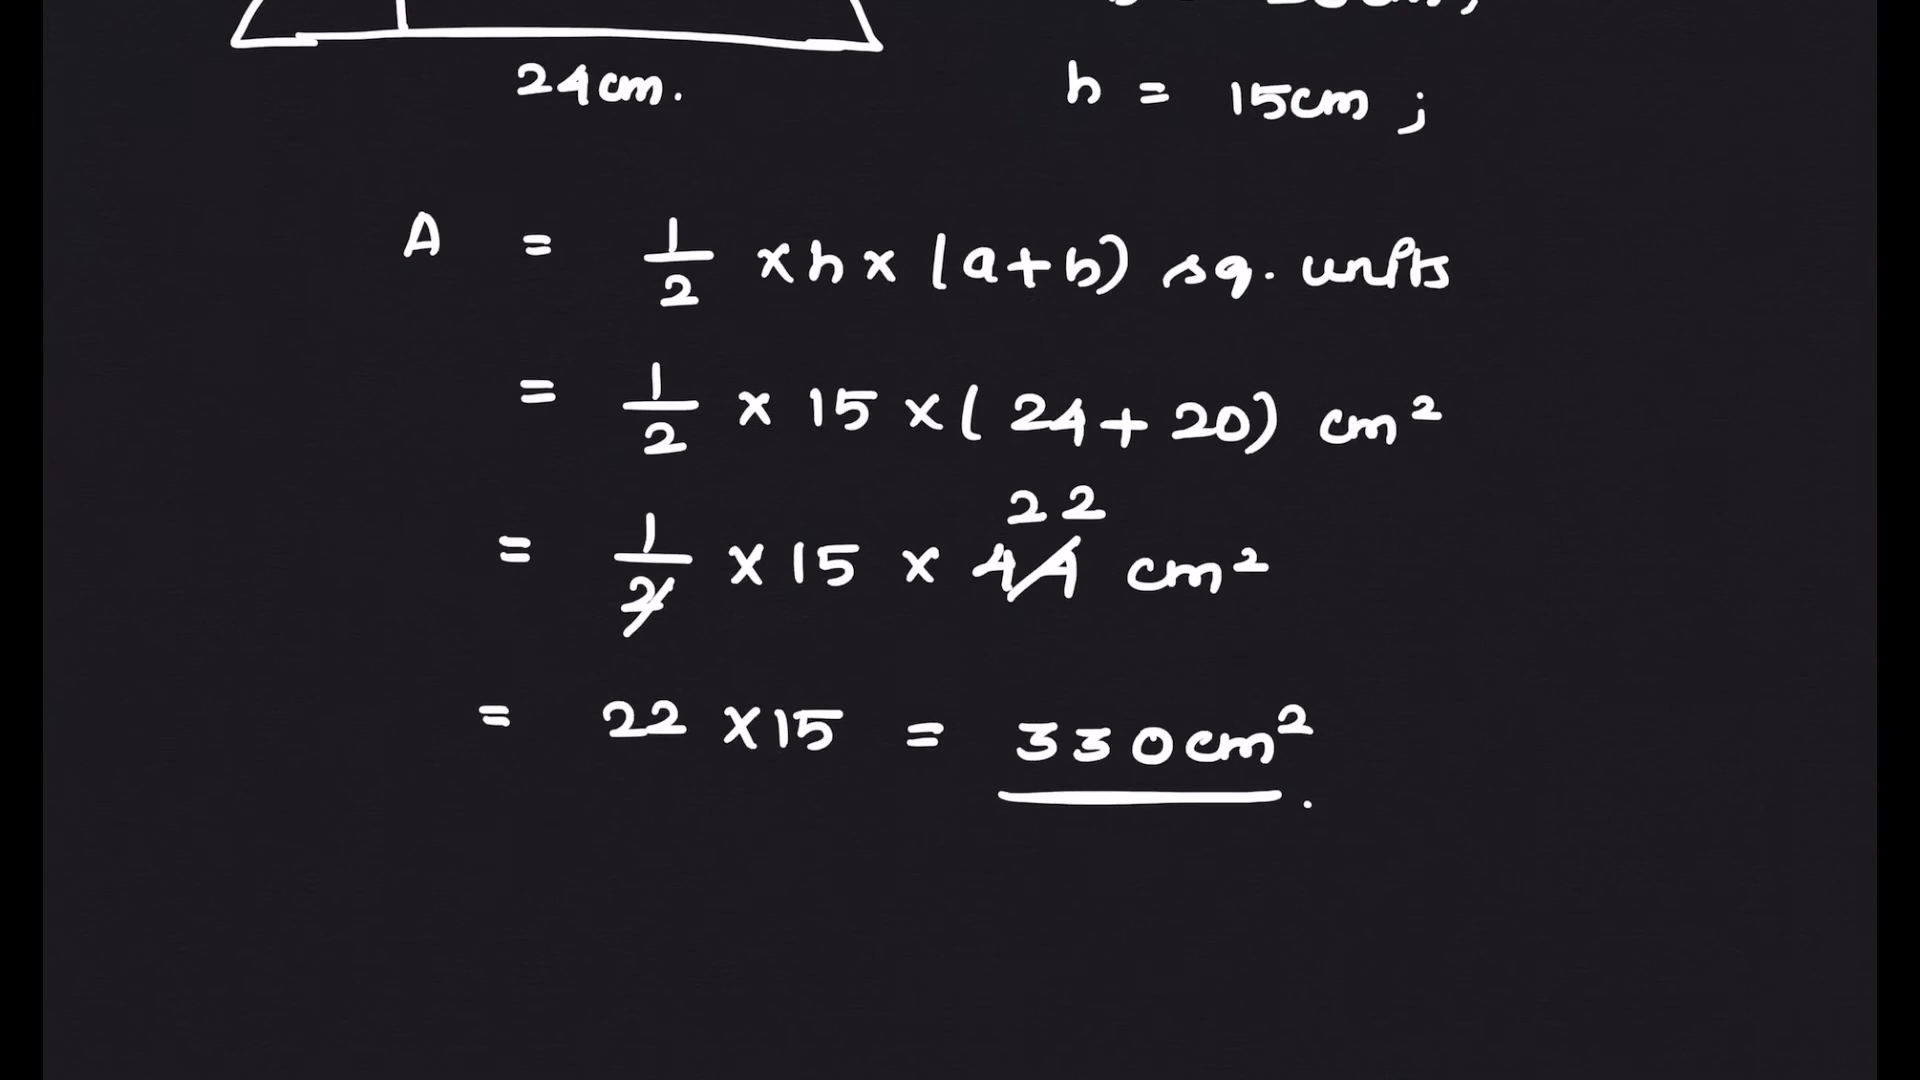 24cm.
h = 15cm ;
A = 1/2 × h × (a+b) sq. units
= 1/2 × 15 × ( 24 + 20) cm²
22
= 1/2 × 15 × 44 cm²
= 22 × 15 = 330cm².